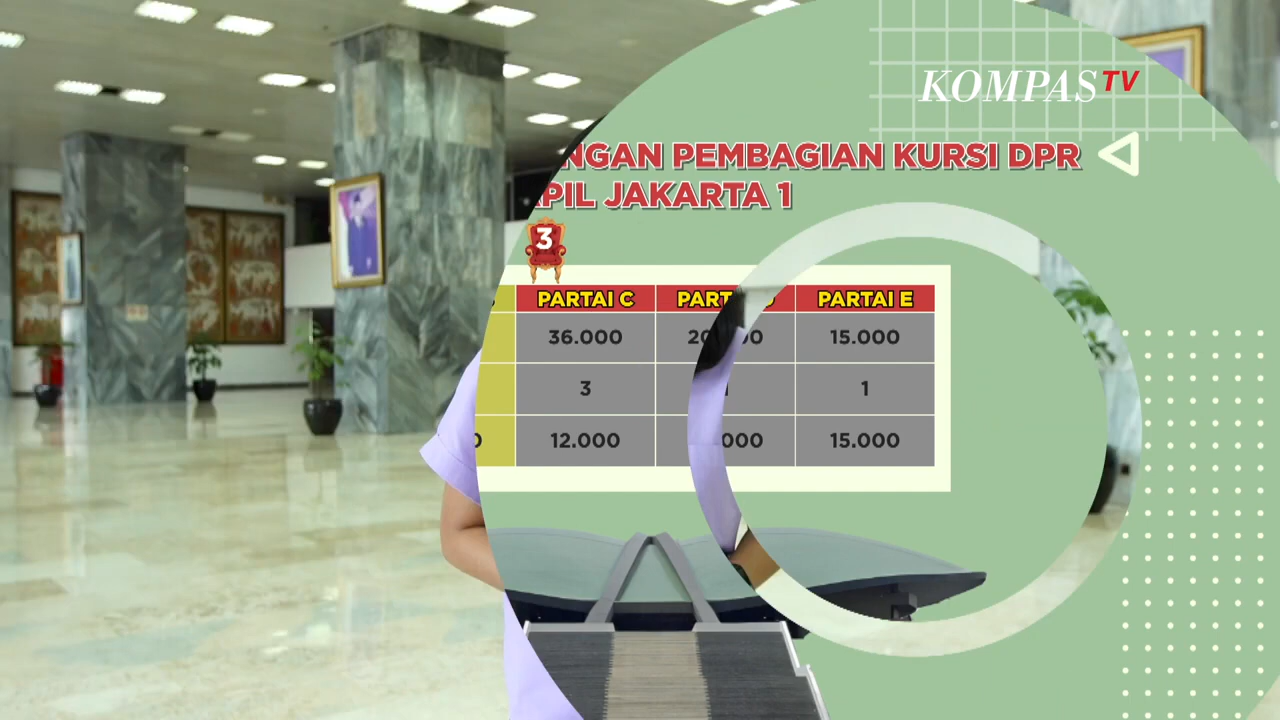 KOMPAS TV
NGAN PEMBAGIAN KURSI DPR
PIL JAKARTA 1
3
PARTAI C PARTAI E
36.000 15.000
3 1
12.000 15.000